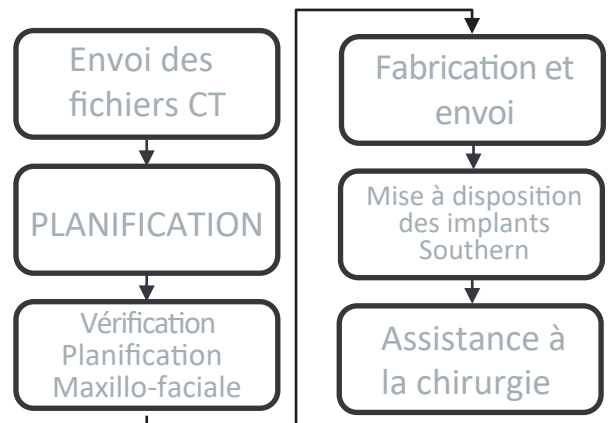 Envoi des
fichiers CT
PLANIFICATION
Vérification
Planification
Maxillo-faciale
Fabrication et
envoi
Mise à disposition
des implants
Southern
Assistance à
la chirurgie